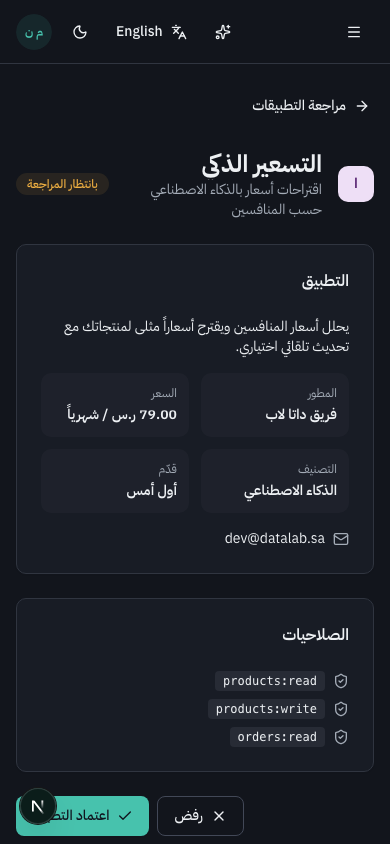 م ن
English
مراجعة التطبيقات
ا
التسعير الذكي
اقتراحات أسعار بالذكاء الاصطناعي
حسب المنافسين
بانتظار المراجعة
التطبيق
يحلل أسعار المنافسين ويقترح أسعاراً مثلى لمنتجاتك مع
تحديث تلقائي اختياري.
المطور
فريق داتا لاب
السعر
79.00 ر.س / شهرياً
التصنيف
الذكاء الاصطناعي
قدّم
أول أمس
dev@datalab.sa
الصلاحيات
products:read
products:write
orders:read
رفض
اعتماد
N